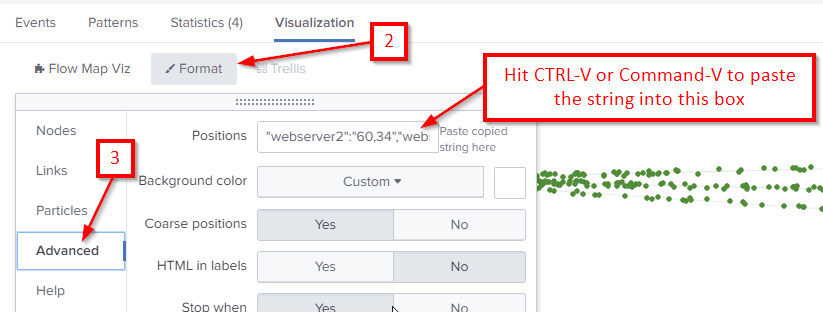 Events Patterns Statistics (4) Visualization
2
Flow Map Viz Format Trellis
Hit CTRL-V or Command-V to paste
the string into this box
Nodes
Positions "webserver2":"60,34","webs Paste copied
string here
3
Links
Background color Custom
Particles
Coarse positions Yes No
Advanced
HTML in labels Yes No
Help
Stop when Yes No